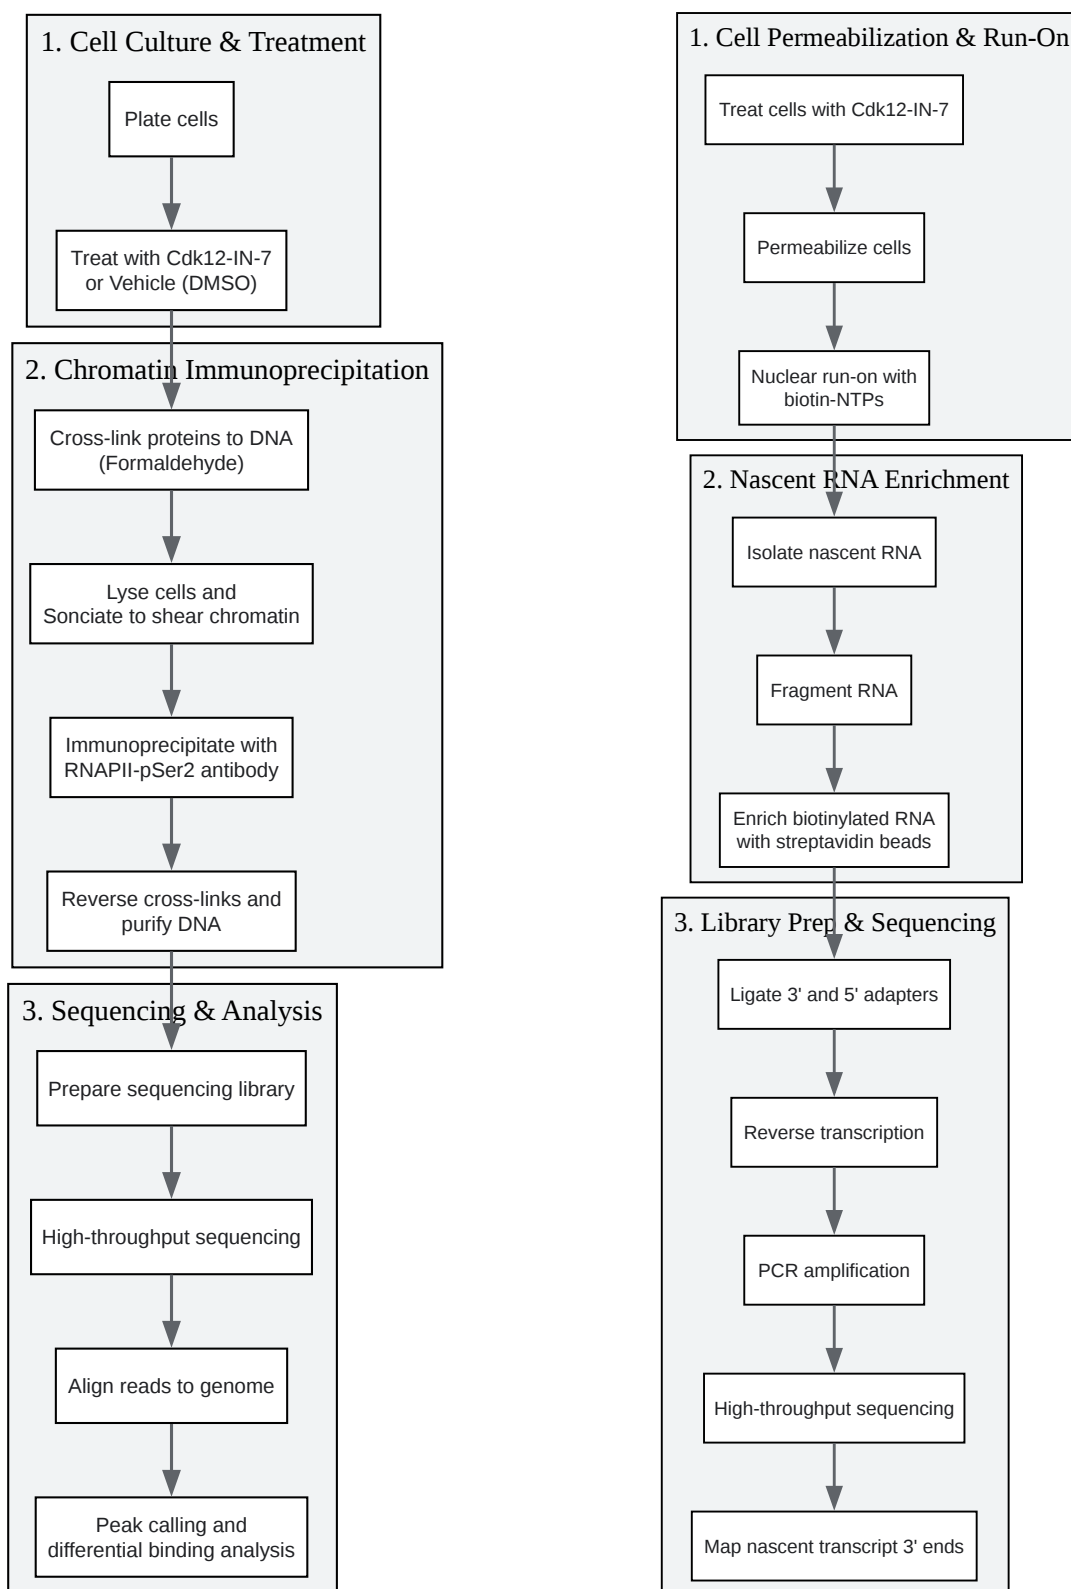 1. Cell Culture & Treatment
Plate cells
Treat with Cdk12-IN-7
or Vehicle (DMSO)
2. Chromatin Immunoprecipitation
Cross-link proteins to DNA
(Formaldehyde)
Lyse cells and
Sonciate to shear chromatin
Immunoprecipitate with
RNAPII-pSer2 antibody
Reverse cross-links and
purify DNA
3. Sequencing & Analysis
Prepare sequencing library
High-throughput sequencing
Align reads to genome
Peak calling and
differential binding analysis
1. Cell Permeabilization & Run-On
Treat cells with Cdk12-IN-7
Permeabilize cells
Nuclear run-on with
biotin-NTPs
2. Nascent RNA Enrichment
Isolate nascent RNA
Fragment RNA
Enrich biotinylated RNA
with streptavidin beads
3. Library Prep & Sequencing
Ligate 3' and 5' adapters
Reverse transcription
PCR amplification
High-throughput sequencing
Map nascent transcript 3' ends